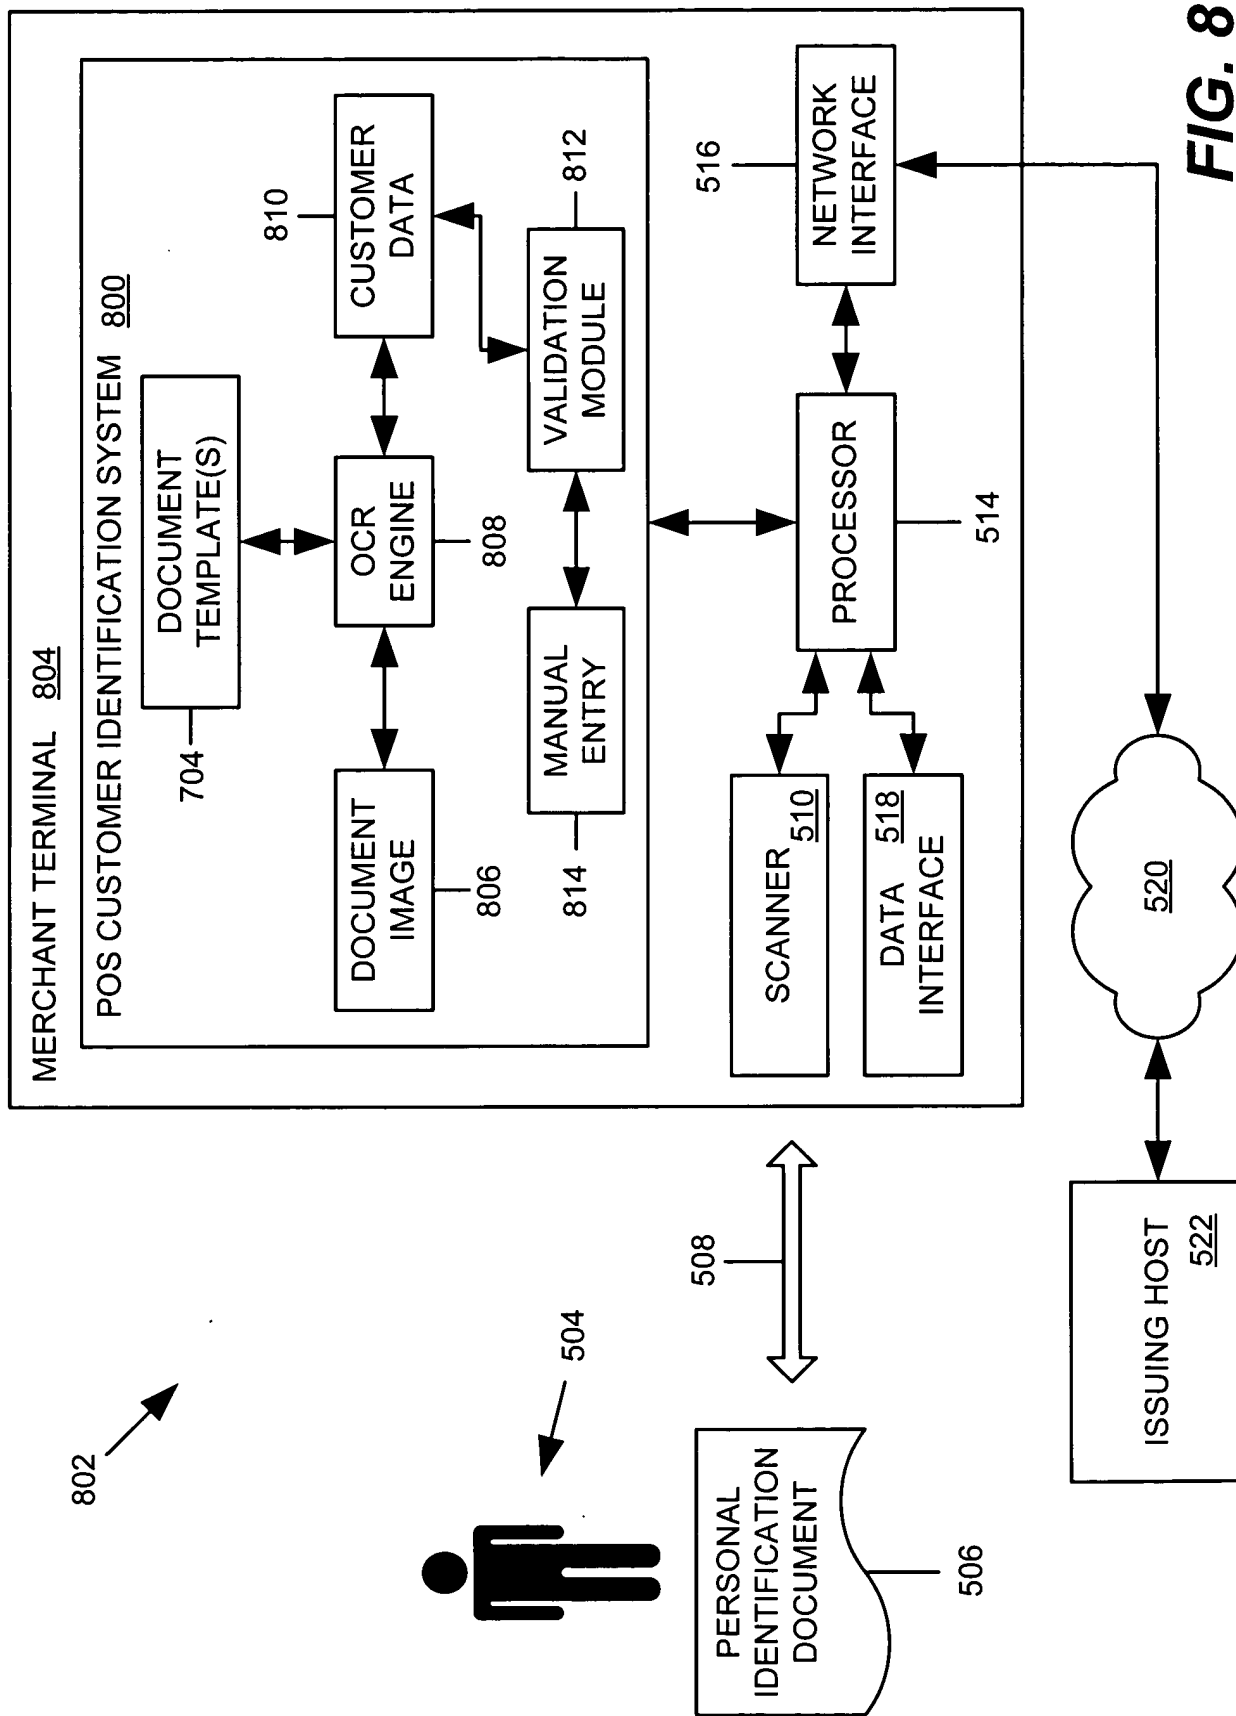 802
504
PERSONAL
IDENTIFICATION
DOCUMENT
506
508
MERCHANT TERMINAL 804
POS CUSTOMER IDENTIFICATION SYSTEM 800
704
DOCUMENT
TEMPLATE(S)
810
DOCUMENT
IMAGE
806
OCR
ENGINE
808
CUSTOMER
DATA
812
MANUAL
ENTRY
814
VALIDATION
MODULE
SCANNER
510
DATA
INTERFACE
518
PROCESSOR
514
516
NETWORK
INTERFACE
ISSUING HOST
522
520
FIG. 8